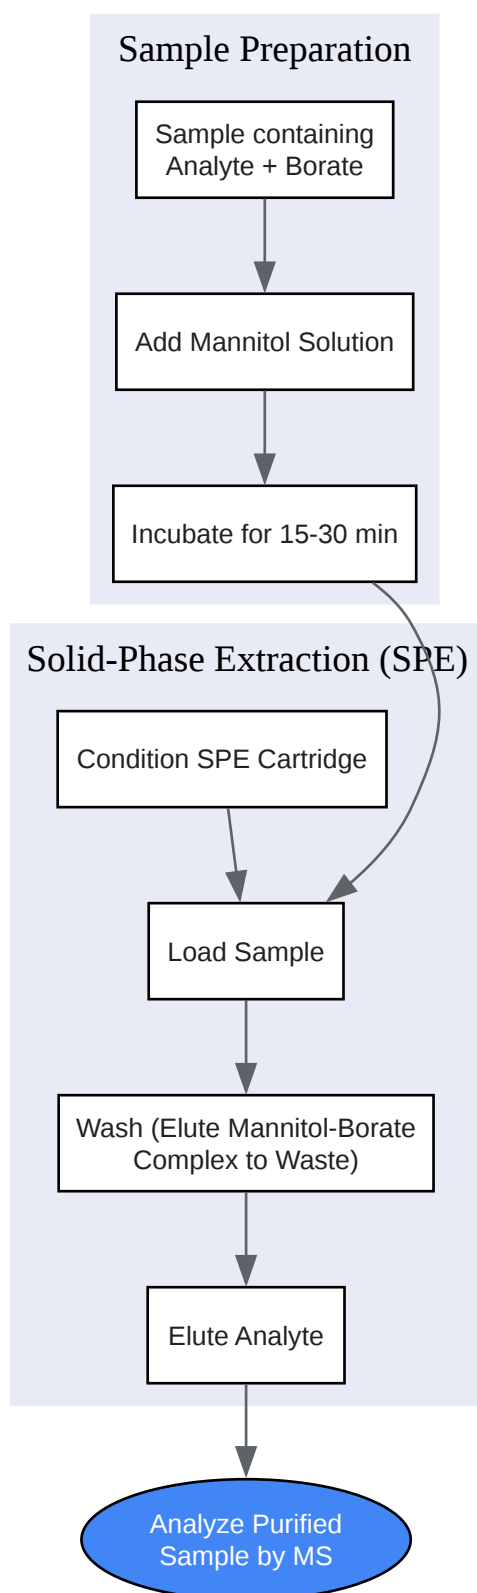 Sample Preparation
Sample containing
Analyte + Borate
Add Mannitol Solution
Incubate for 15-30 min
Solid-Phase Extraction (SPE)
Condition SPE Cartridge
Load Sample
Wash (Elute Mannitol-Borate
Complex to Waste)
Elute Analyte
Analyze Purified
Sample by MS